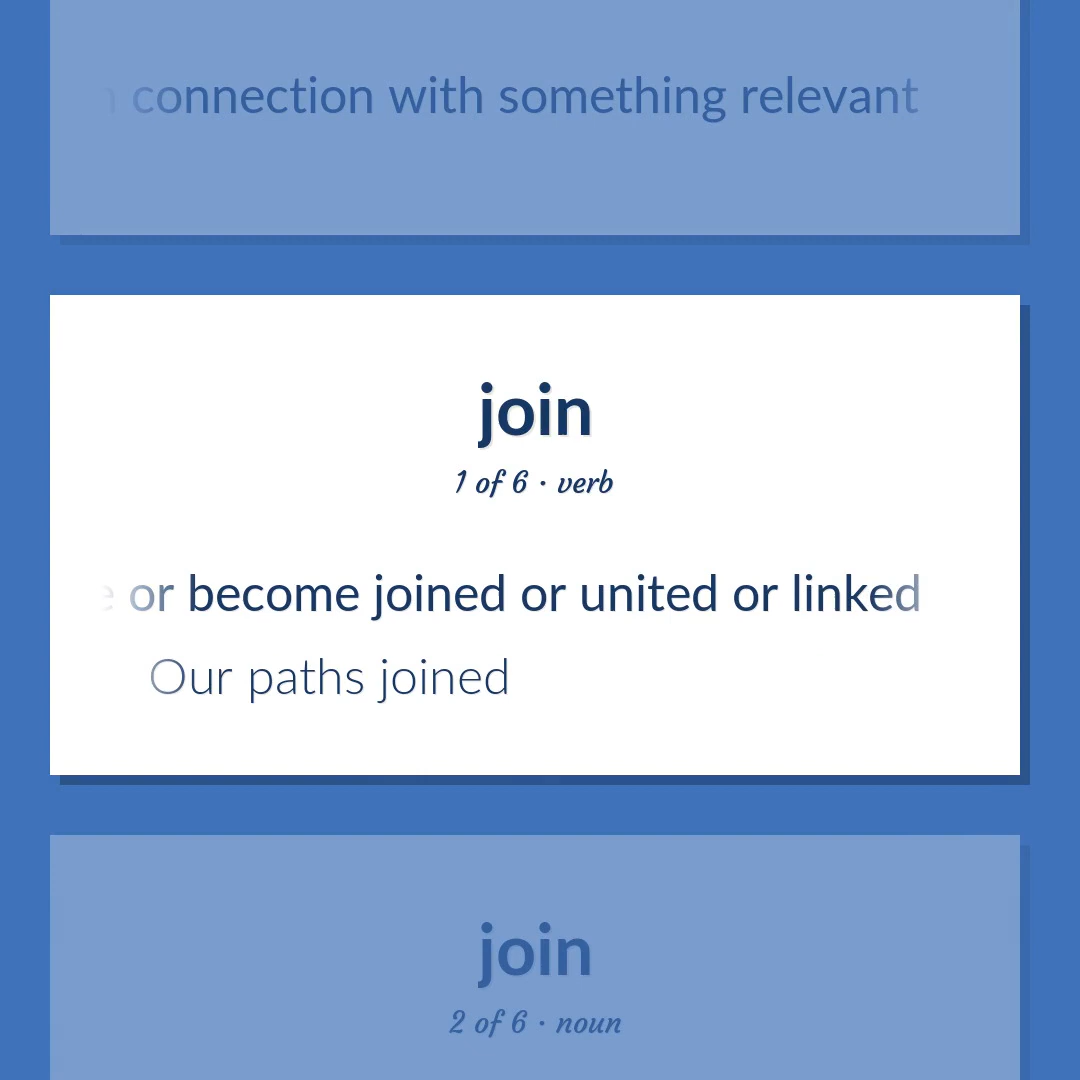 connection with something relevant
join
1 of 6 · verb
or become joined or united or linked
Our paths joined
join
2 of 6 · noun